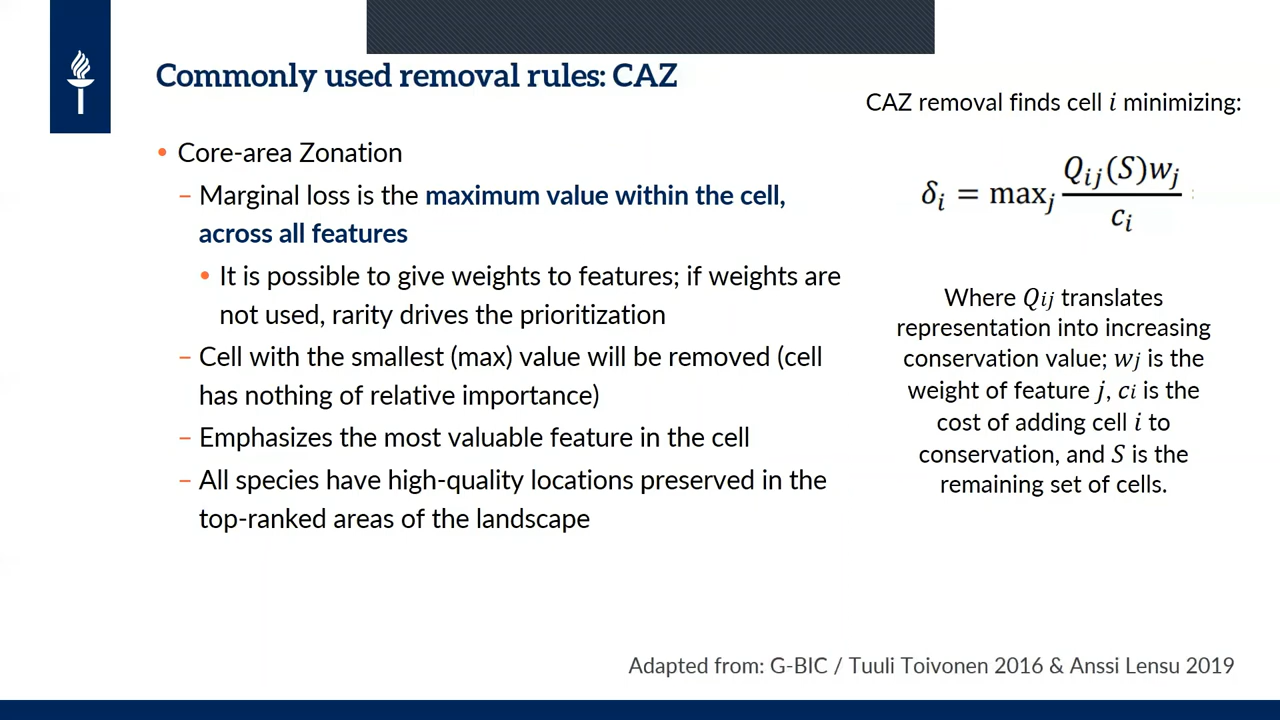 Commonly used removal rules: CAZ
• Core-area Zonation
– Marginal loss is the maximum value within the cell,
across all features
• It is possible to give weights to features; if weights are
not used, rarity drives the prioritization
– Cell with the smallest (max) value will be removed (cell
has nothing of relative importance)
– Emphasizes the most valuable feature in the cell
– All species have high-quality locations preserved in the
top-ranked areas of the landscape
CAZ removal finds cell i minimizing:
δᵢ = maxⱼ Qᵢⱼ(S)wⱼ / cᵢ
Where Qij translates
representation into increasing
conservation value; wj is the
weight of feature j, ci is the
cost of adding cell i to
conservation, and S is the
remaining set of cells.
Adapted from: G-BIC / Tuuli Toivonen 2016 & Anssi Lensu 2019